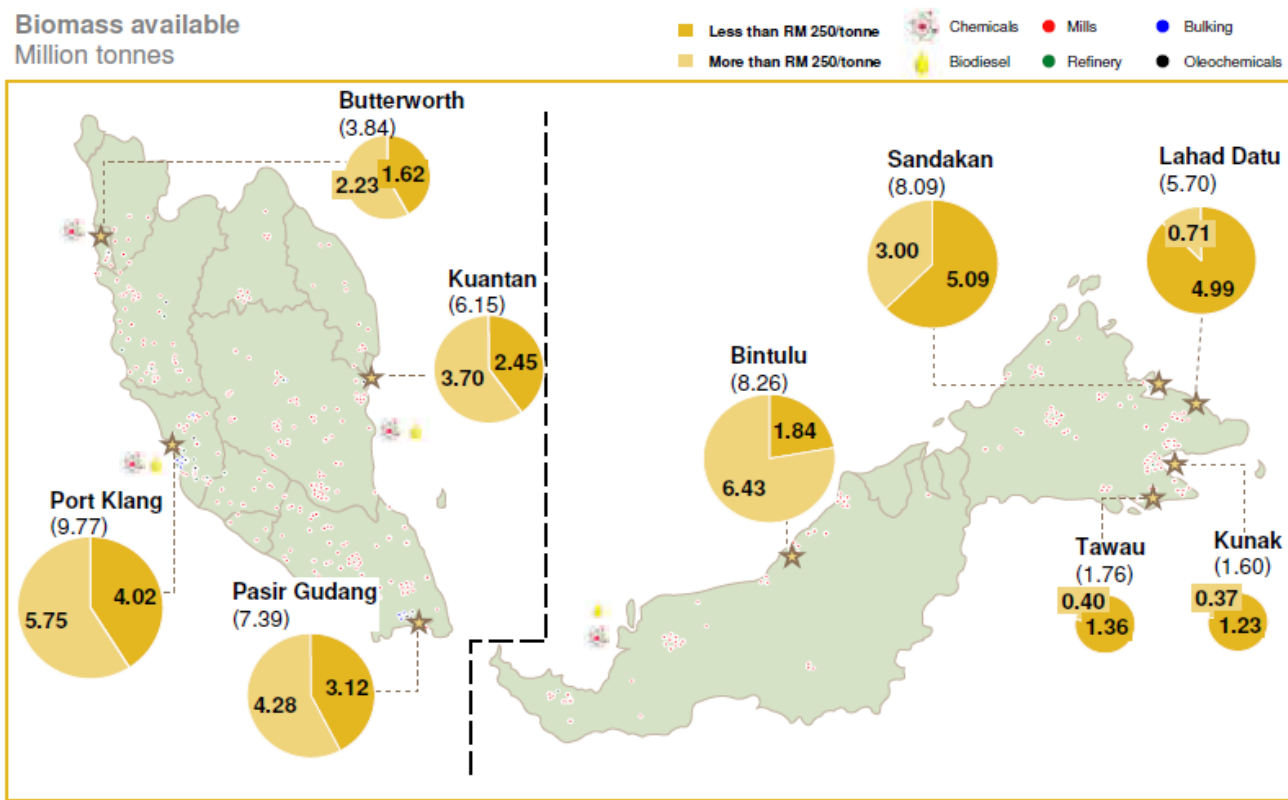 Biomass available
Million tonnes
Less than RM 250/tonne
More than RM 250/tonne
Chemicals
Mills
Bulking
Biodiesel
Refinery
Oleochemicals
Butterworth
(3.84)
2.23
1.62
Kuantan
(6.15)
3.70
2.45
Port Klang
(9.77)
5.75
4.02
Pasir Gudang
(7.39)
4.28
3.12
Sandakan
(8.09)
3.00
5.09
Lahad Datu
(5.70)
0.71
4.99
Bintulu
(8.26)
1.84
6.43
Tawau
(1.76)
0.40
1.36
Kunak
(1.60)
0.37
1.23